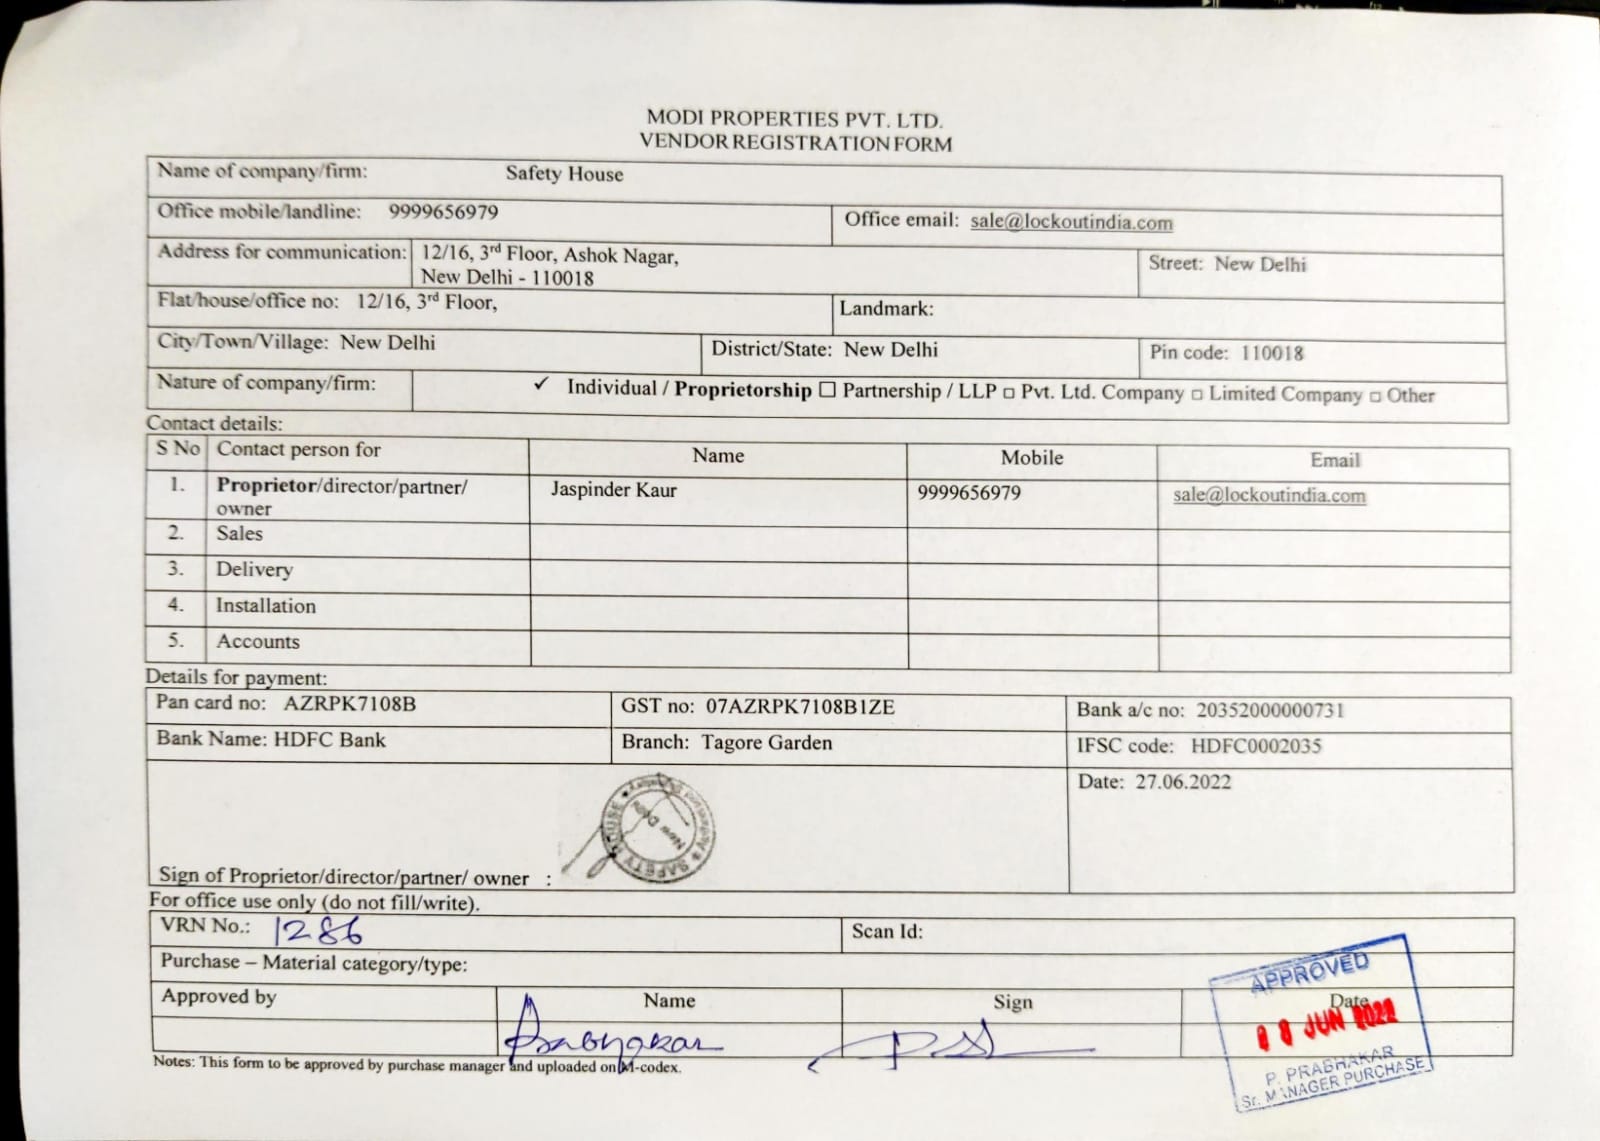 MODI PROPERTIES PVT. LTD.
VENDOR REGISTRATION FORM
Name of company/firm: Safety House
Office mobile/landline: 9999656979 Office email: sale@lockoutindia.com
Address for communication: 12/16, 3rd Floor, Ashok Nagar,
New Delhi - 110018
Street: New Delhi
Flat/house/office no: 12/16, 3rd Floor, Landmark:
City/Town/Village: New Delhi District/State: New Delhi Pin code: 110018
Nature of company/firm: ✓ Individual / Proprietorship □ Partnership / LLP □ Pvt. Ltd. Company □ Limited Company □ Other
Contact details:
S No Contact person for Name Mobile Email
1. Proprietor/director/partner/ Jaspinder Kaur 9999656979 sale@lockoutindia.com
owner
2. Sales
3. Delivery
4. Installation
5. Accounts
Details for payment:
Pan card no: AZRPK7108B GST no: 07AZRPK7108B1ZE Bank a/c no: 20352000000731
Bank Name: HDFC Bank Branch: Tagore Garden IFSC code: HDFC0002035
Date: 27.06.2022
SAFETY HOUSE
New Delhi
Sign of Proprietor/director/partner/ owner :
For office use only (do not fill/write).
VRN No.: 1286 Scan Id:
Purchase – Material category/type:
Approved by Name Sign Date
Prabhakar
APPROVED
JUN 2022
P. PRABHAKAR
Sr. MANAGER PURCHASE
Notes: This form to be approved by purchase manager and uploaded on M-codex.